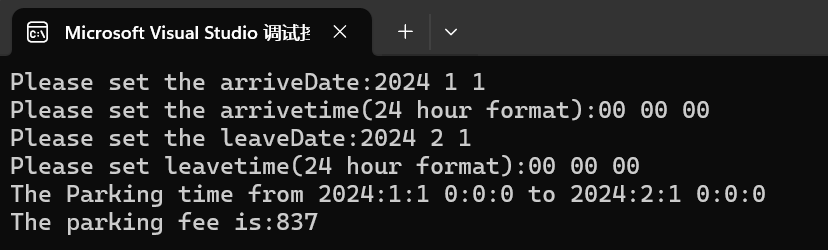 Microsoft Visual Studio 调试
Please set the arriveDate:2024 1 1
Please set the arrivetime(24 hour format):00 00 00
Please set the leaveDate:2024 2 1
Please set leavetime(24 hour format):00 00 00
The Parking time from 2024:1:1 0:0:0 to 2024:2:1 0:0:0
The parking fee is:837